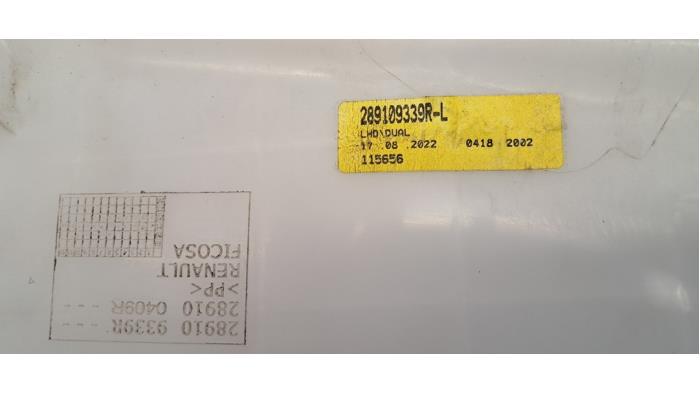 289109339R-L
LHD\DUAL
17 08 .2022 0418 2002
115656
28910 9339R ---
28910 0409R ---
>PP<
RENAULT
FICOSA